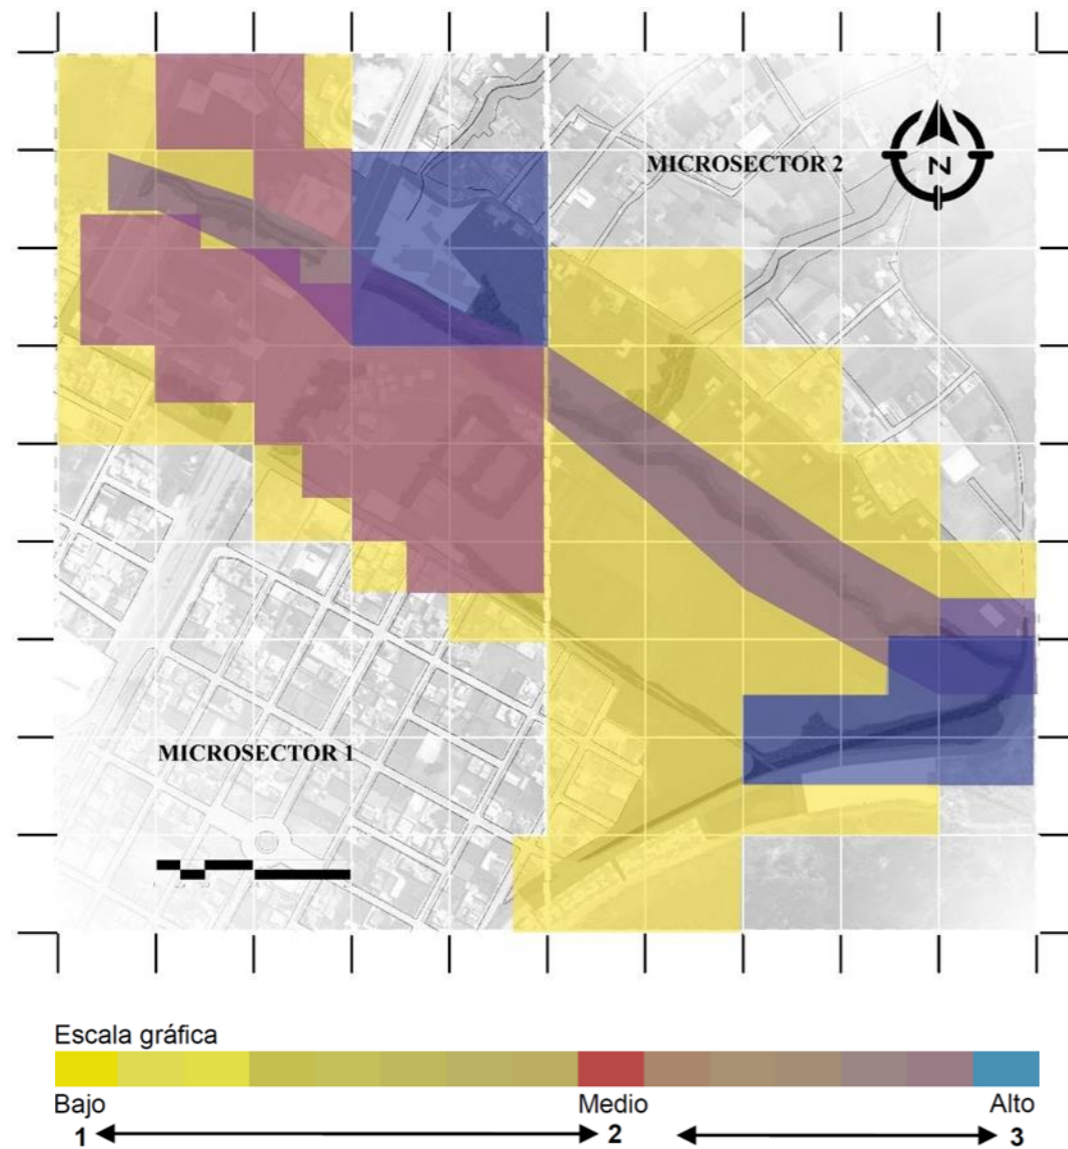 MICROSECTOR 2
N
MICROSECTOR 1
Escala gráfica
Bajo Medio Alto
1 2 3